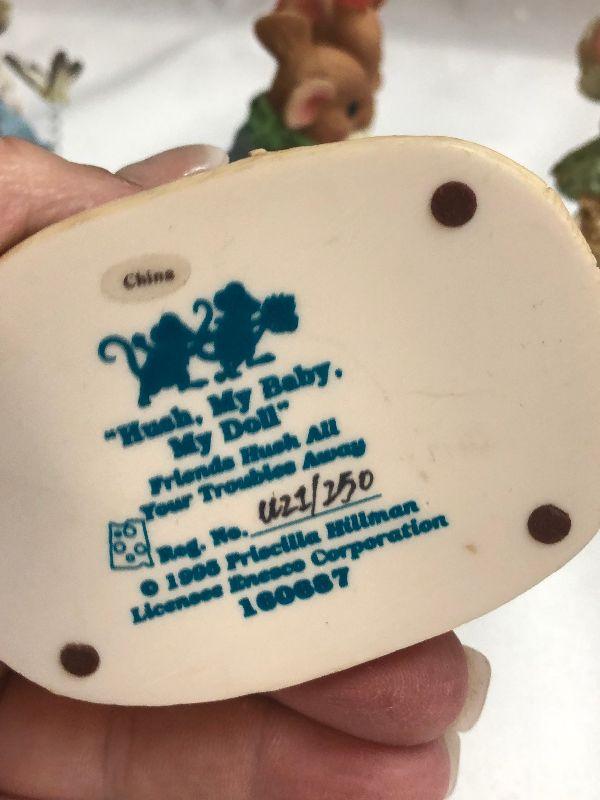 China
"Hush, My Baby,
My Doll"
Friends Hush All
Your Troubles Away
Reg. No. U21/250
© 1995 Priscilla Hillman
Licensee Enesco Corporation
160687